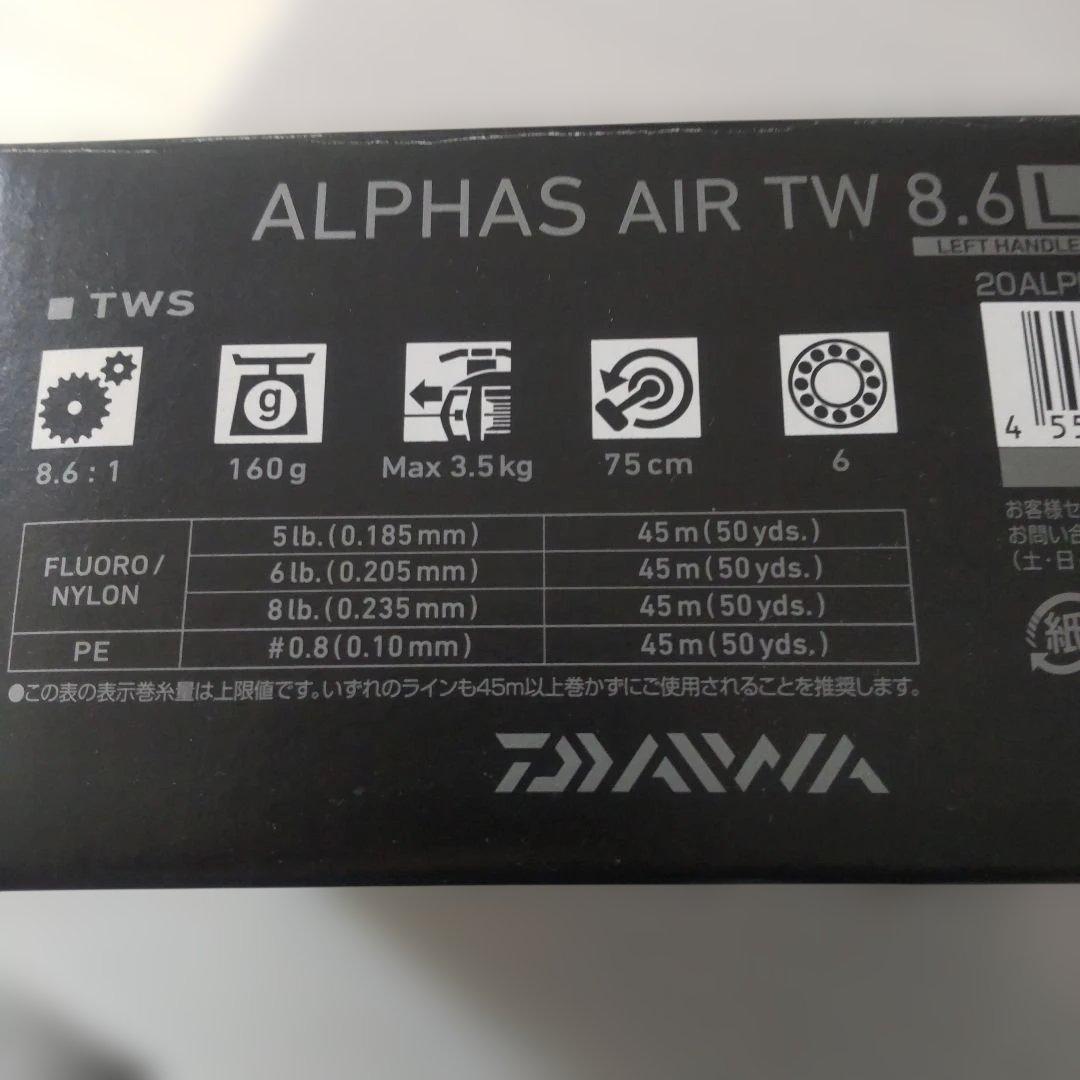 ALPHAS AIR TW 8.6 L
LEFT HANDLE
TWS
20ALP
g
8.6:1
160g
Max 3.5kg
75cm
6
4 55
FLUORO/NYLON
5lb.(0.185mm) 45m(50yds.)
6lb.(0.205mm) 45m(50yds.)
8lb.(0.235mm) 45m(50yds.)
PE #0.8(0.10mm) 45m(50yds.)
●この表の表示巻糸量は上限値です。いずれのラインも45m以上巻かずにご使用されることを推奨します。
お客様セ
お問い合
(土・日
紙
DAIWA